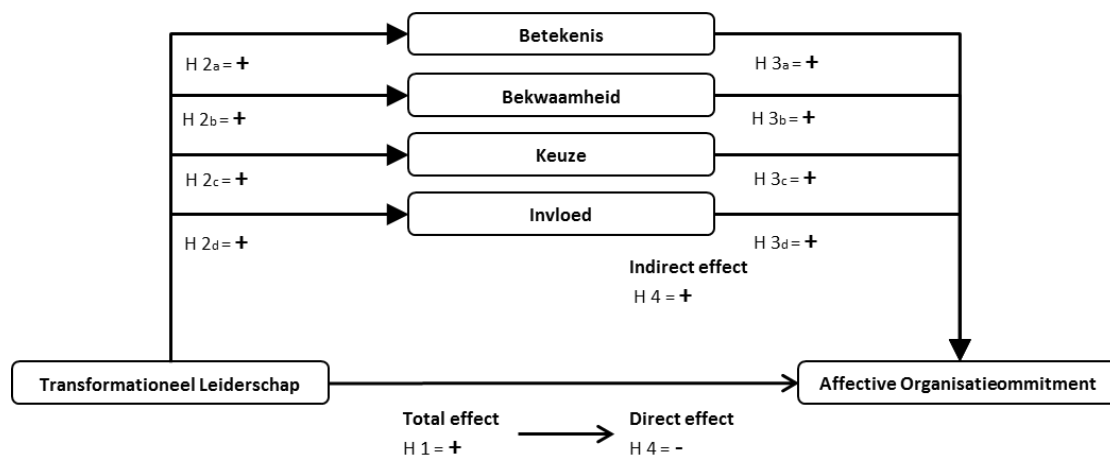 Betekenis
H 2a = +
H 3a = +
Bekwaamheid
H 2b = +
H 3b = +
Keuze
H 2c = +
H 3c = +
Invloed
H 2d = +
H 3d = +
Indirect effect
H 4 = +
Transformationeel Leiderschap
Affective Organisatieommitment
Total effect
H 1 = +
Direct effect
H 4 = -